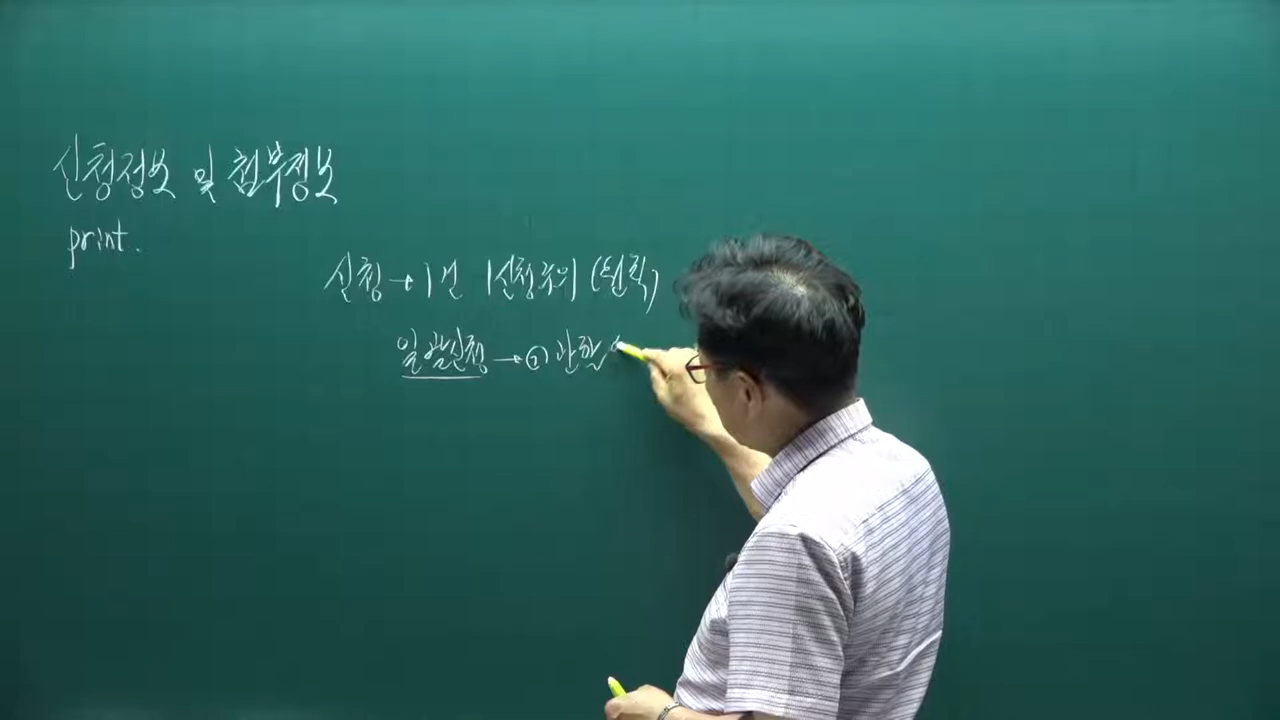 신청정보 및 첨부정보
print.
신청 → 1건 1신청주의 (원칙)
일괄신청 → ① 관할